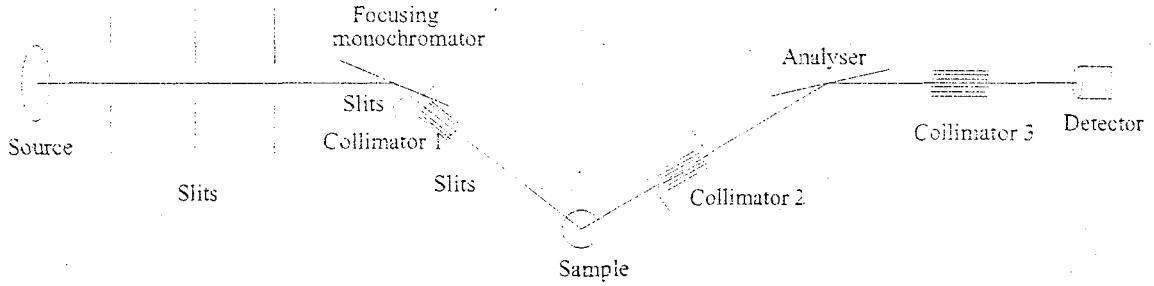 Focusing
monochromator
Analyser
Slits
Source
Collimator 1
Collimator 3
Detector
Slits
Slits
Collimator 2
Sample